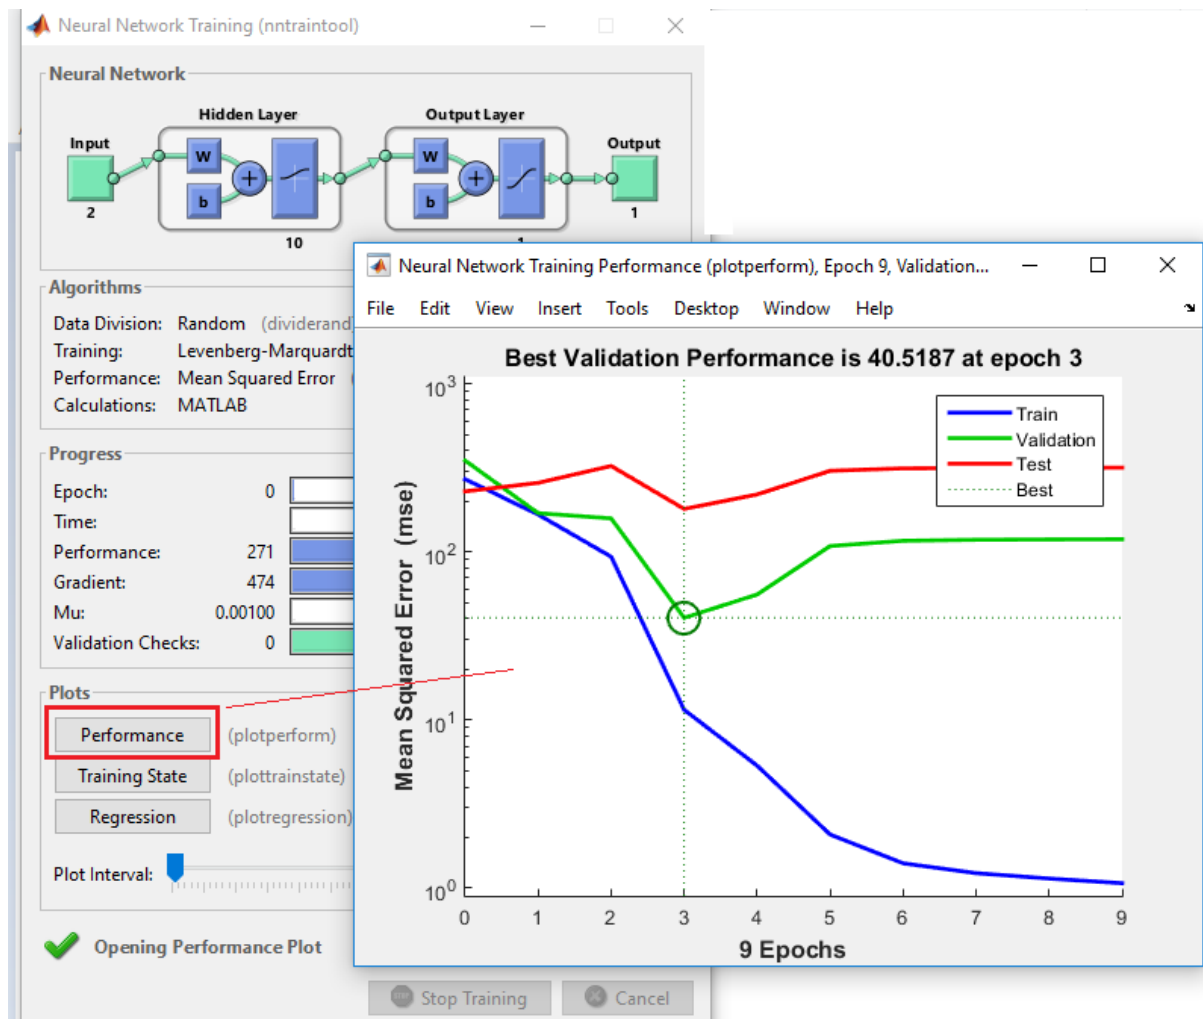 Neural Network Training (nntraintool)
Neural Network
Hidden Layer
Output Layer
Input
Output
W
b
+
W
b
+
2
10
1
1
Algorithms
Data Division: Random (dividerand)
Training: Levenberg-Marquardt
Performance: Mean Squared Error
Calculations: MATLAB
Progress
Epoch: 0
Time:
Performance: 271
Gradient: 474
Mu: 0.00100
Validation Checks: 0
Plots
Performance (plotperform)
Training State (plottrainstate)
Regression (plotregression)
Plot Interval:
Opening Performance Plot
Stop Training
Cancel
Neural Network Training Performance (plotperform), Epoch 9, Validation...
File Edit View Insert Tools Desktop Window Help
Best Validation Performance is 40.5187 at epoch 3
Mean Squared Error (mse)
10³
10²
10¹
10⁰
Train
Validation
Test
Best
0 1 2 3 4 5 6 7 8 9
9 Epochs